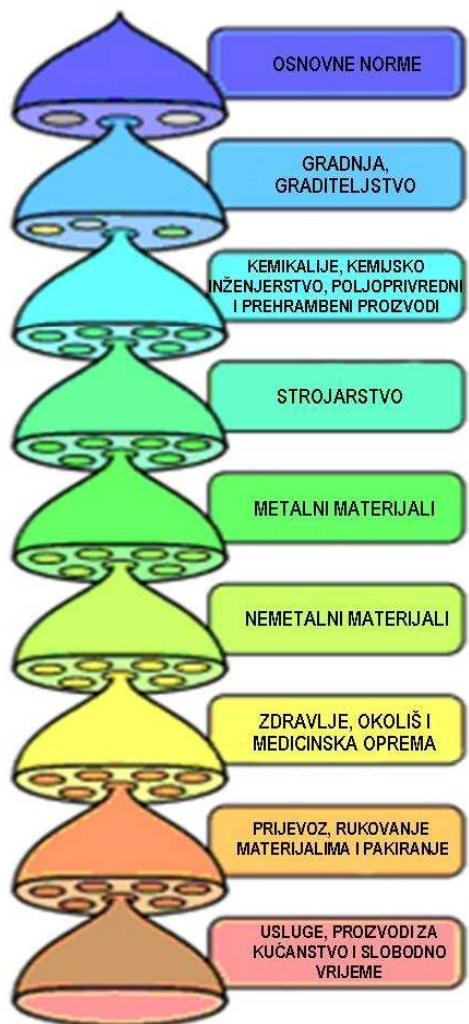 OSNOVNE NORME
GRADNJA,
GRADITELJSTVO
KEMIKALIJE, KEMIJSKO
INŽENJERSTVO, POLJOPRIVREDNI
I PREHRAMBENI PROIZVODI
STROJARSTVO
METALNI MATERIJALI
NEMETALNI MATERIJALI
ZDRAVLJE, OKOLIŠ I
MEDICINSKA OPREMA
PRIJEVOZ, RUKOVANJE
MATERIJALIMA I PAKIRANJE
USLUGE, PROIZVODI ZA
KUĆANSTVO I SLOBODNO
VRIJEME